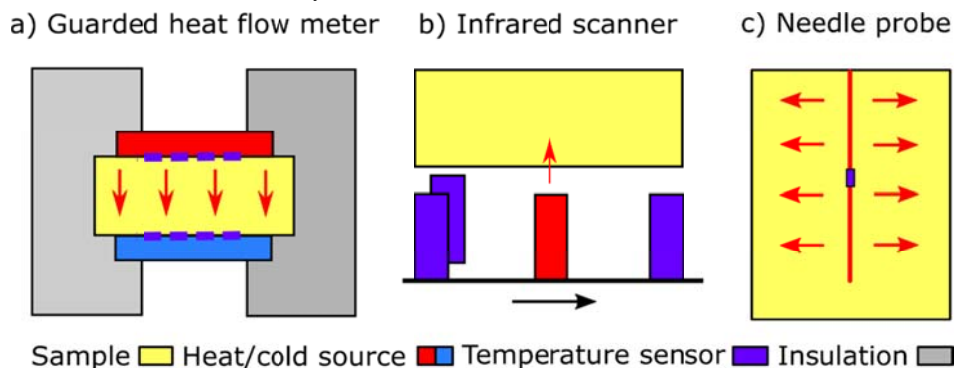 a) Guarded heat flow meter b) Infrared scanner c) Needle probe
Sample Heat/cold source Temperature sensor Insulation